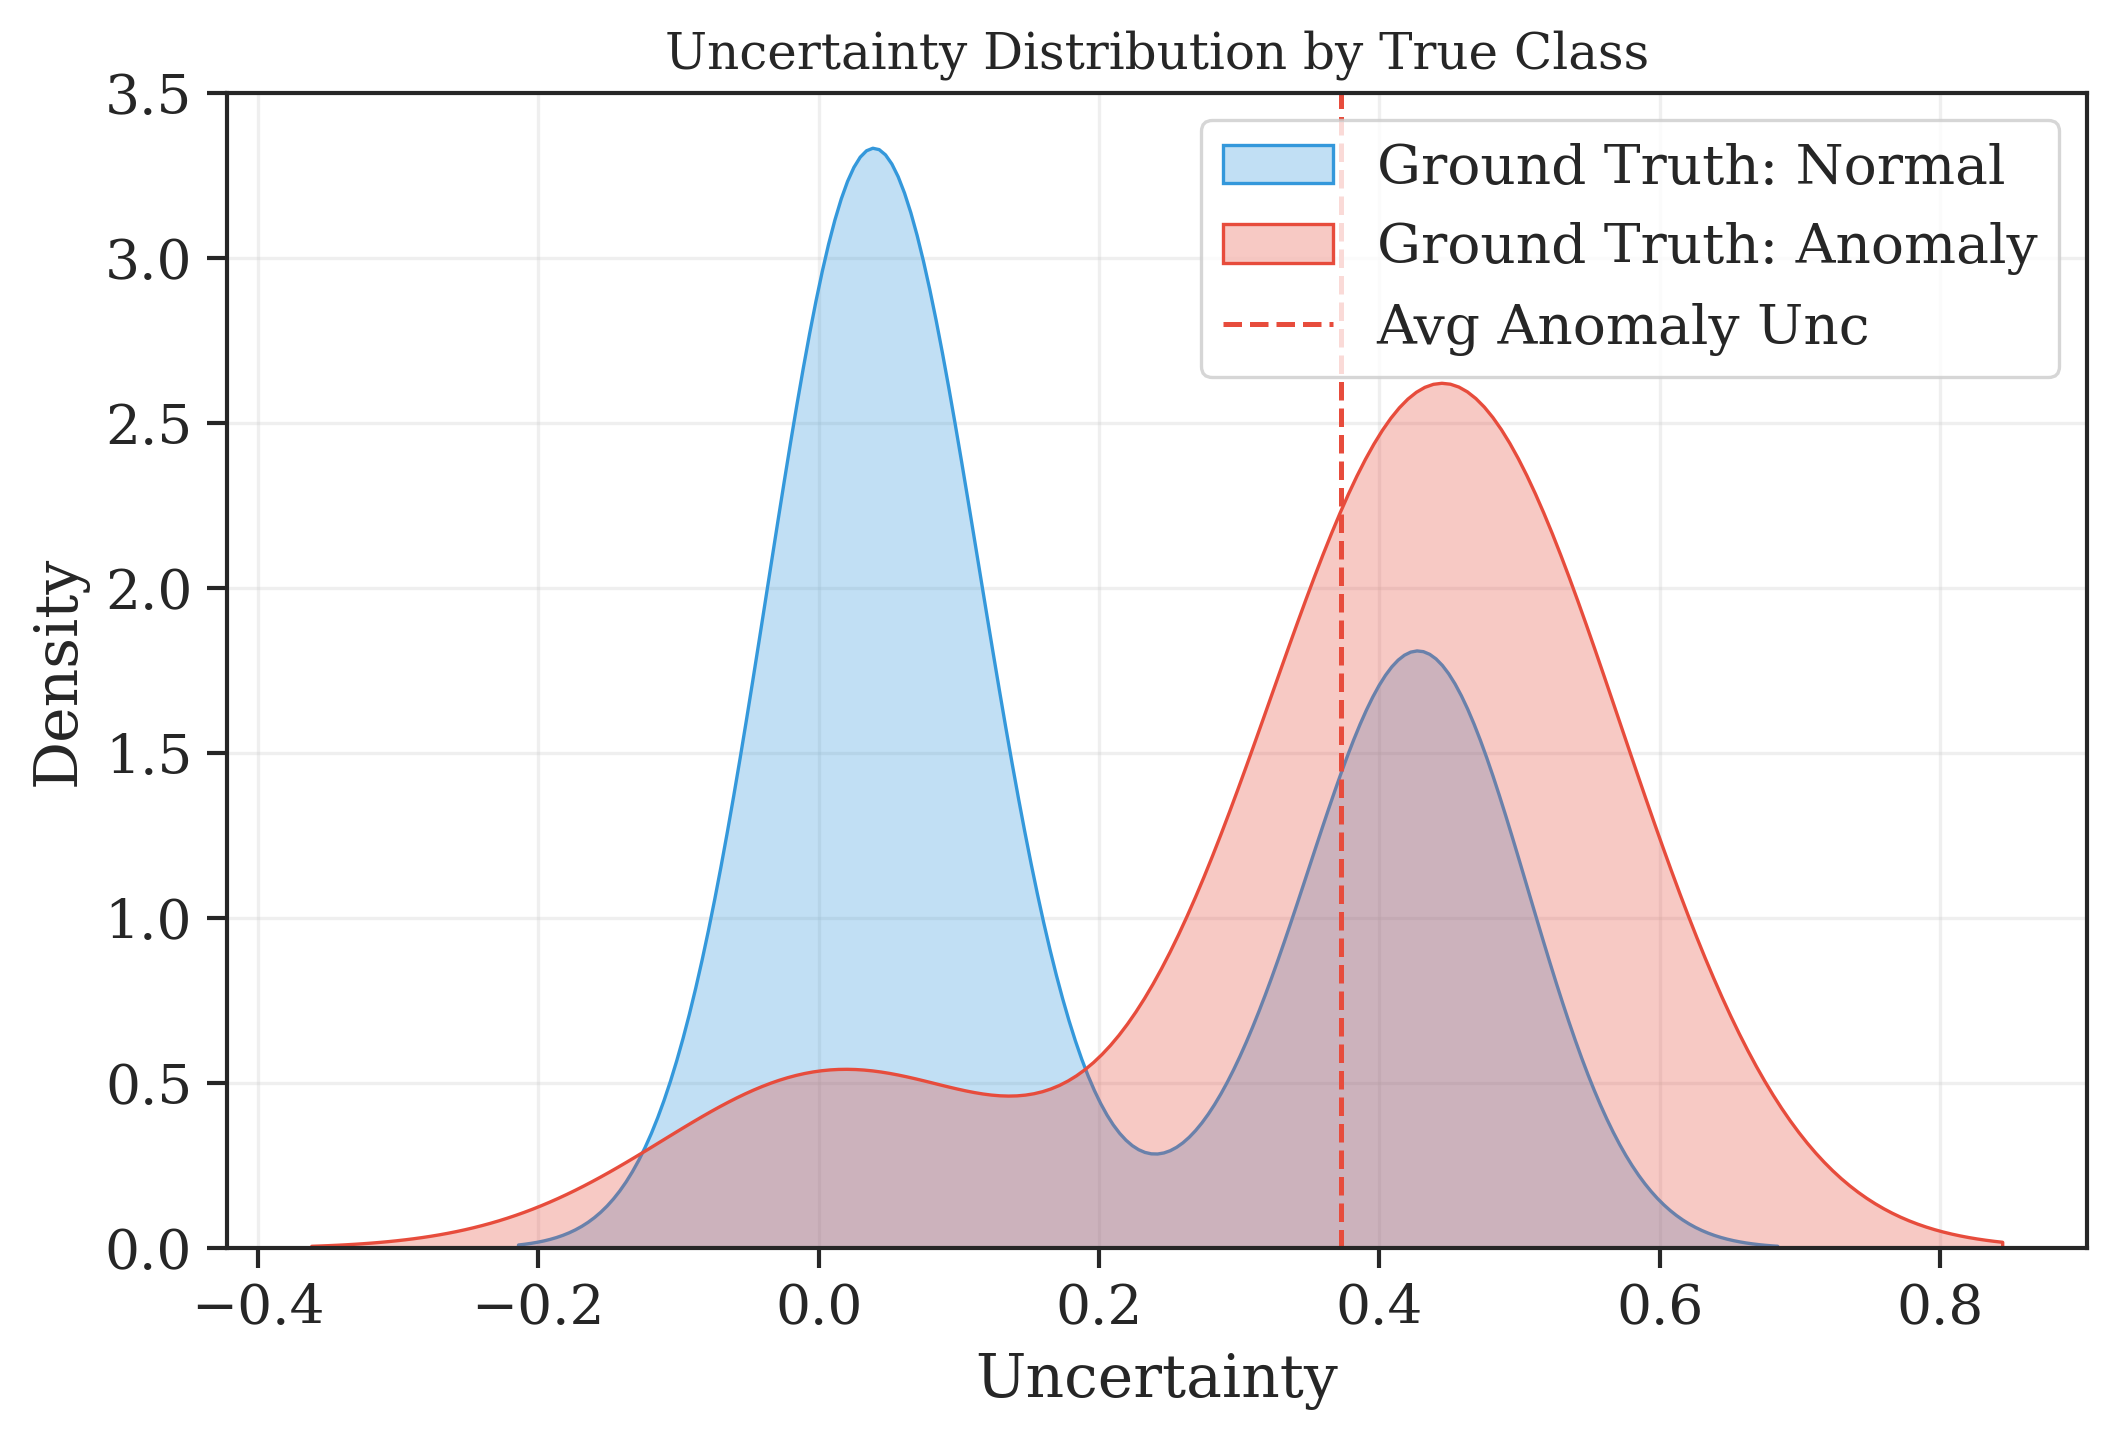 Uncertainty Distribution by True Class
3.5
3.0
2.5
2.0
1.5
1.0
0.5
0.0
Density
Ground Truth: Normal
Ground Truth: Anomaly
Avg Anomaly Unc
−0.4 −0.2 0.0 0.2 0.4 0.6 0.8
Uncertainty